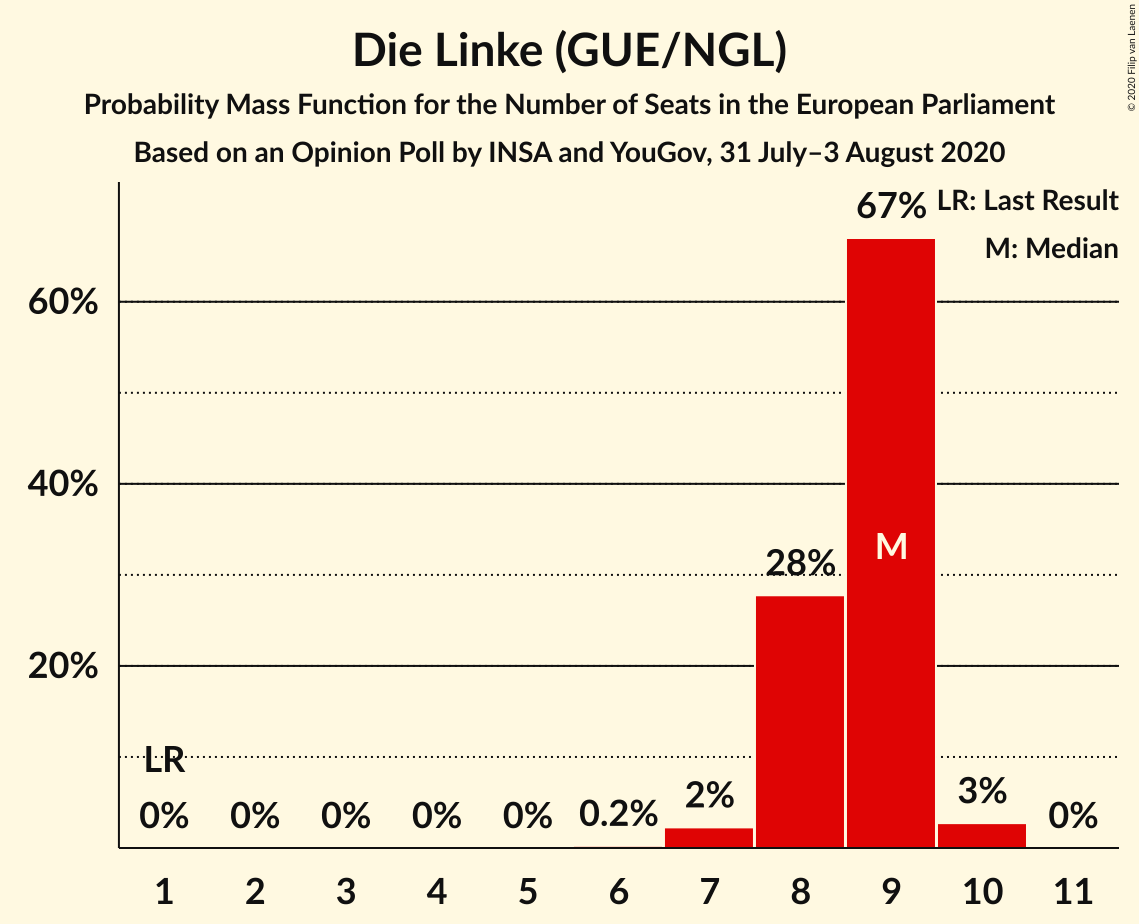 Die Linke (GUE/NGL)
Probability Mass Function for the Number of Seats in the European Parliament
Based on an Opinion Poll by INSA and YouGov, 31 July–3 August 2020
© 2020 Filip van Laenen
LR: Last Result
M: Median
67%
60%
40%
28%
M
20%
LR
0%
0%
0%
0%
0%
0.2%
2%
3%
0%
1 2 3 4 5 6 7 8 9 10 11